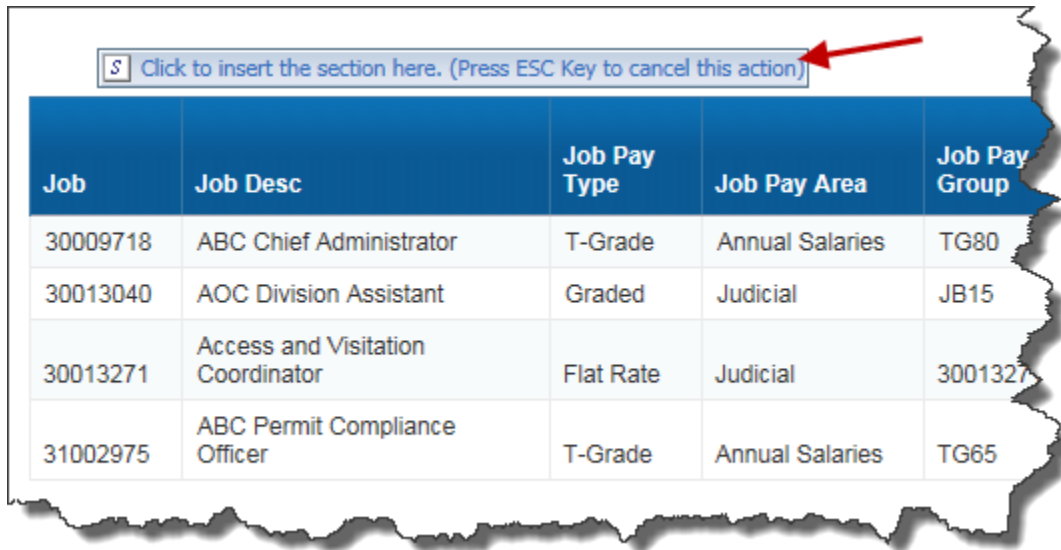 S Click to insert the section here. (Press ESC Key to cancel this action)
Job Job Desc Job Pay Type Job Pay Area Job Pay Group
30009718 ABC Chief Administrator T-Grade Annual Salaries TG80
30013040 AOC Division Assistant Graded Judicial JB15
30013271 Access and Visitation Coordinator Flat Rate Judicial 3001327
31002975 ABC Permit Compliance Officer T-Grade Annual Salaries TG65